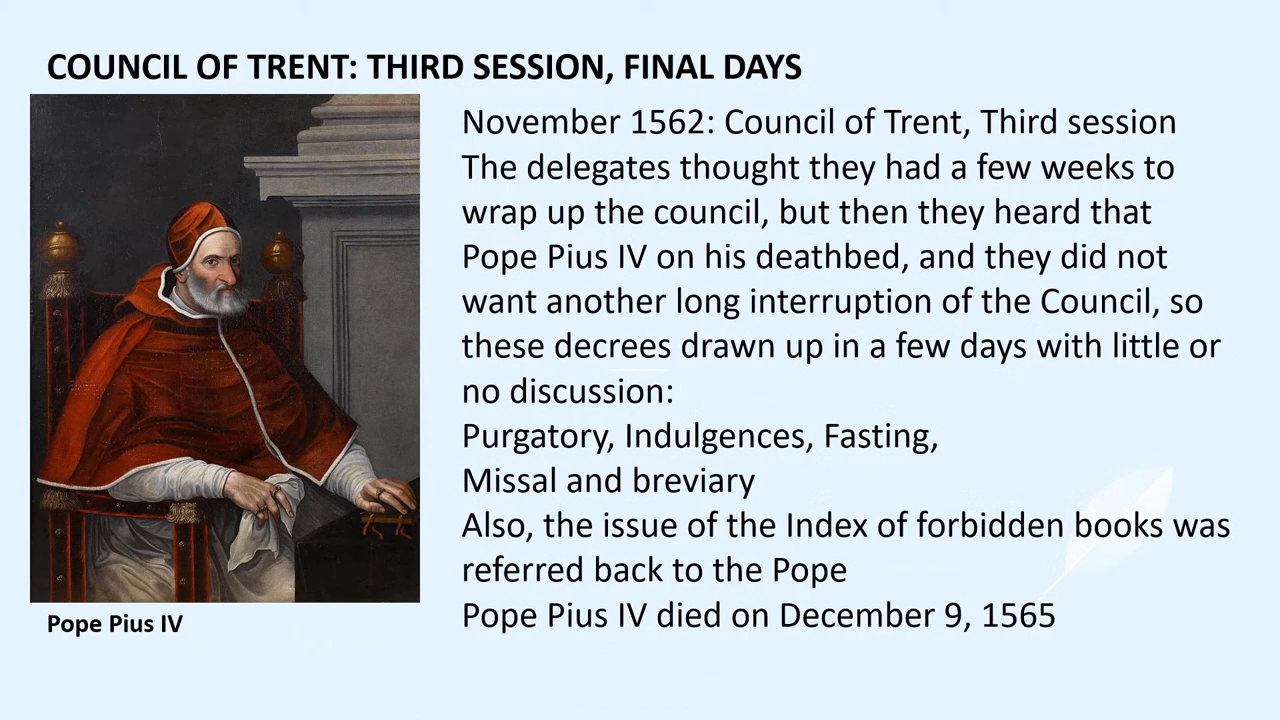 COUNCIL OF TRENT: THIRD SESSION, FINAL DAYS
November 1562: Council of Trent, Third session
The delegates thought they had a few weeks to
wrap up the council, but then they heard that
Pope Pius IV on his deathbed, and they did not
want another long interruption of the Council, so
these decrees drawn up in a few days with little or
no discussion:
Purgatory, Indulgences, Fasting,
Missal and breviary
Also, the issue of the Index of forbidden books was
referred back to the Pope
Pope Pius IV died on December 9, 1565
Pope Pius IV